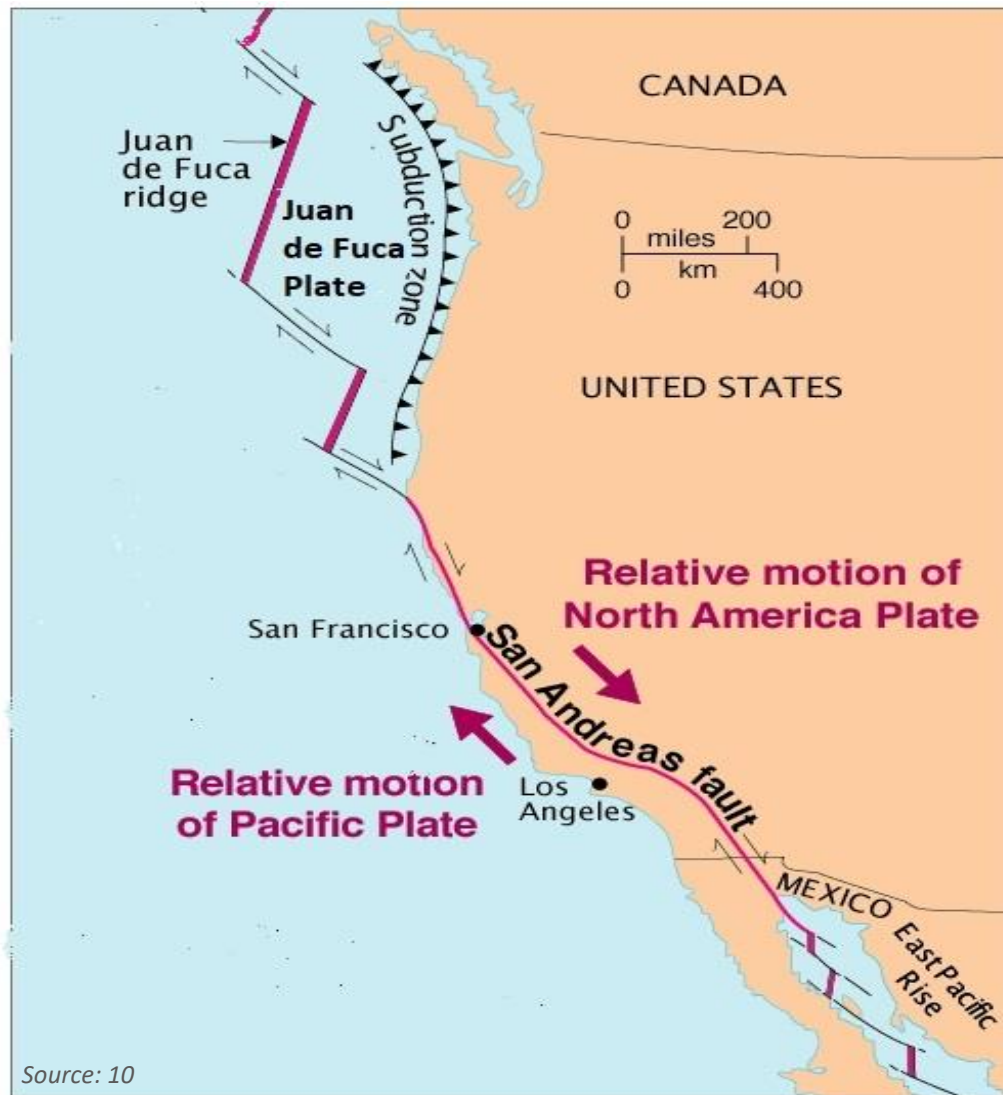 CANADA
Juan
de Fuca
ridge
Juan
de Fuca
Plate
Subduction zone
0 200
miles
km
0 400
UNITED STATES
Relative motion of
North America Plate
San Francisco
San Andreas fault
Relative motion
of Pacific Plate
Los
Angeles
MEXICO
East Pacific
Rise
Source: 10